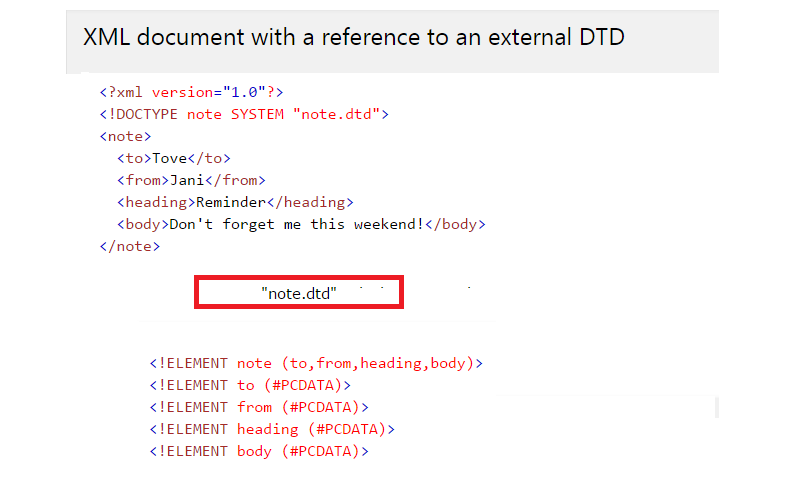 XML document with a reference to an external DTD
<?xml version="1.0"?>
<!DOCTYPE note SYSTEM "note.dtd">
<note>
<to>Tove</to>
<from>Jani</from>
<heading>Reminder</heading>
<body>Don't forget me this weekend!</body>
</note>
"note.dtd"
<!ELEMENT note (to,from,heading,body)>
<!ELEMENT to (#PCDATA)>
<!ELEMENT from (#PCDATA)>
<!ELEMENT heading (#PCDATA)>
<!ELEMENT body (#PCDATA)>